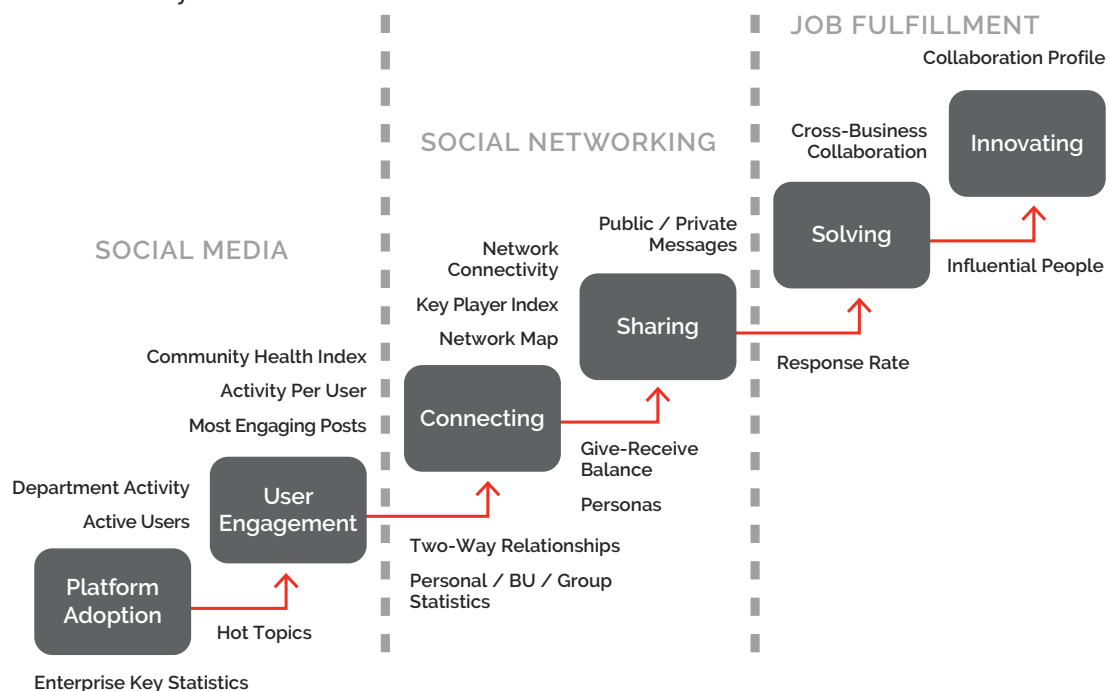 JOB FULFILLMENT
Collaboration Profile
Innovating
Cross-Business
Collaboration
Solving
Influential People
Response Rate
SOCIAL NETWORKING
Public / Private
Messages
Sharing
Network
Connectivity
Key Player Index
Network Map
Connecting
Give-Receive
Balance
Personas
Two-Way Relationships
Personal / BU / Group
Statistics
SOCIAL MEDIA
Community Health Index
Activity Per User
Most Engaging Posts
User
Engagement
Department Activity
Active Users
Platform
Adoption
Hot Topics
Enterprise Key Statistics